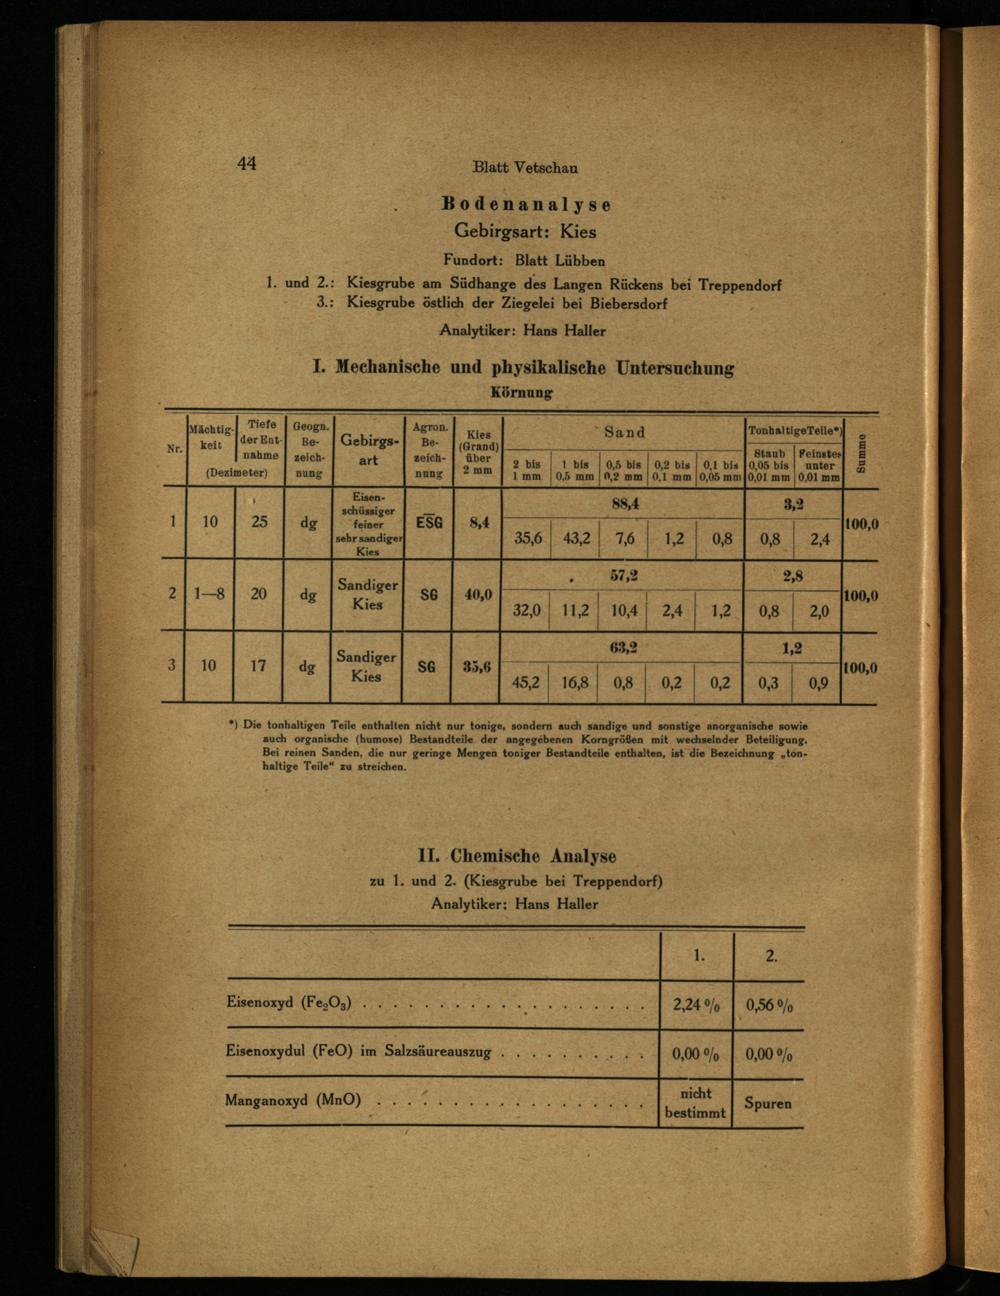 44
Blatt Vetschau
Bodenanalyse
Gebirgsart: Kies
Fundort: Blatt Lübben
1. und 2.: Kiesgrube am Südhange des Langen Rückens bei Treppendorf
3.: Kiesgrube östlich der Ziegelei bei Biebersdorf
Analytiker: Hans Haller
I. Mechanische und physikalische Untersuchung
Körnung
Nr. Mächtigkeit Tiefe der Entnahme (Dezimeter) Geogn. Bezeichnung Gebirgsart Agron. Bezeichnung Kies (Grand) über 2 mm Sand Tonhaltige Teile*) Summe
2 bis 1 mm 1 bis 0,5 mm 0,5 bis 0,2 mm 0,2 bis 0,1 mm 0,1 bis 0,05 mm Staub 0,05 bis 0,01 mm Feinstes unter 0,01 mm
1 10 25 dg Eisenschüssiger feiner sehr sandiger Kies ES̅G 8,4 88,4 3,2 100,0
35,6 43,2 7,6 1,2 0,8 0,8 2,4
2 1—8 20 dg Sandiger Kies SG 40,0 57,2 2,8 100,0
32,0 11,2 10,4 2,4 1,2 0,8 2,0
3 10 17 dg Sandiger Kies SG 35,6 63,2 1,2 100,0
45,2 16,8 0,8 0,2 0,2 0,3 0,9
*) Die tonhaltigen Teile enthalten nicht nur tonige, sondern auch sandige und sonstige anorganische sowie
auch organische (humose) Bestandteile der angegebenen Korngrößen mit wechselnder Beteiligung.
Bei reinen Sanden, die nur geringe Mengen toniger Bestandteile enthalten, ist die Bezeichnung „ton-
haltige Teile" zu streichen.
II. Chemische Analyse
zu 1. und 2. (Kiesgrube bei Treppendorf)
Analytiker: Hans Haller
1. 2.
Eisenoxyd (Fe₂O₃) . . . . . . . . . . . . . . . . . . . 2,24 % 0,56 %
Eisenoxydul (FeO) im Salzsäureauszug . . . . . . . . . . 0,00 % 0,00 %
Manganoxyd (MnO) . . . . . . . . . . . . . . . . . . nicht bestimmt Spuren